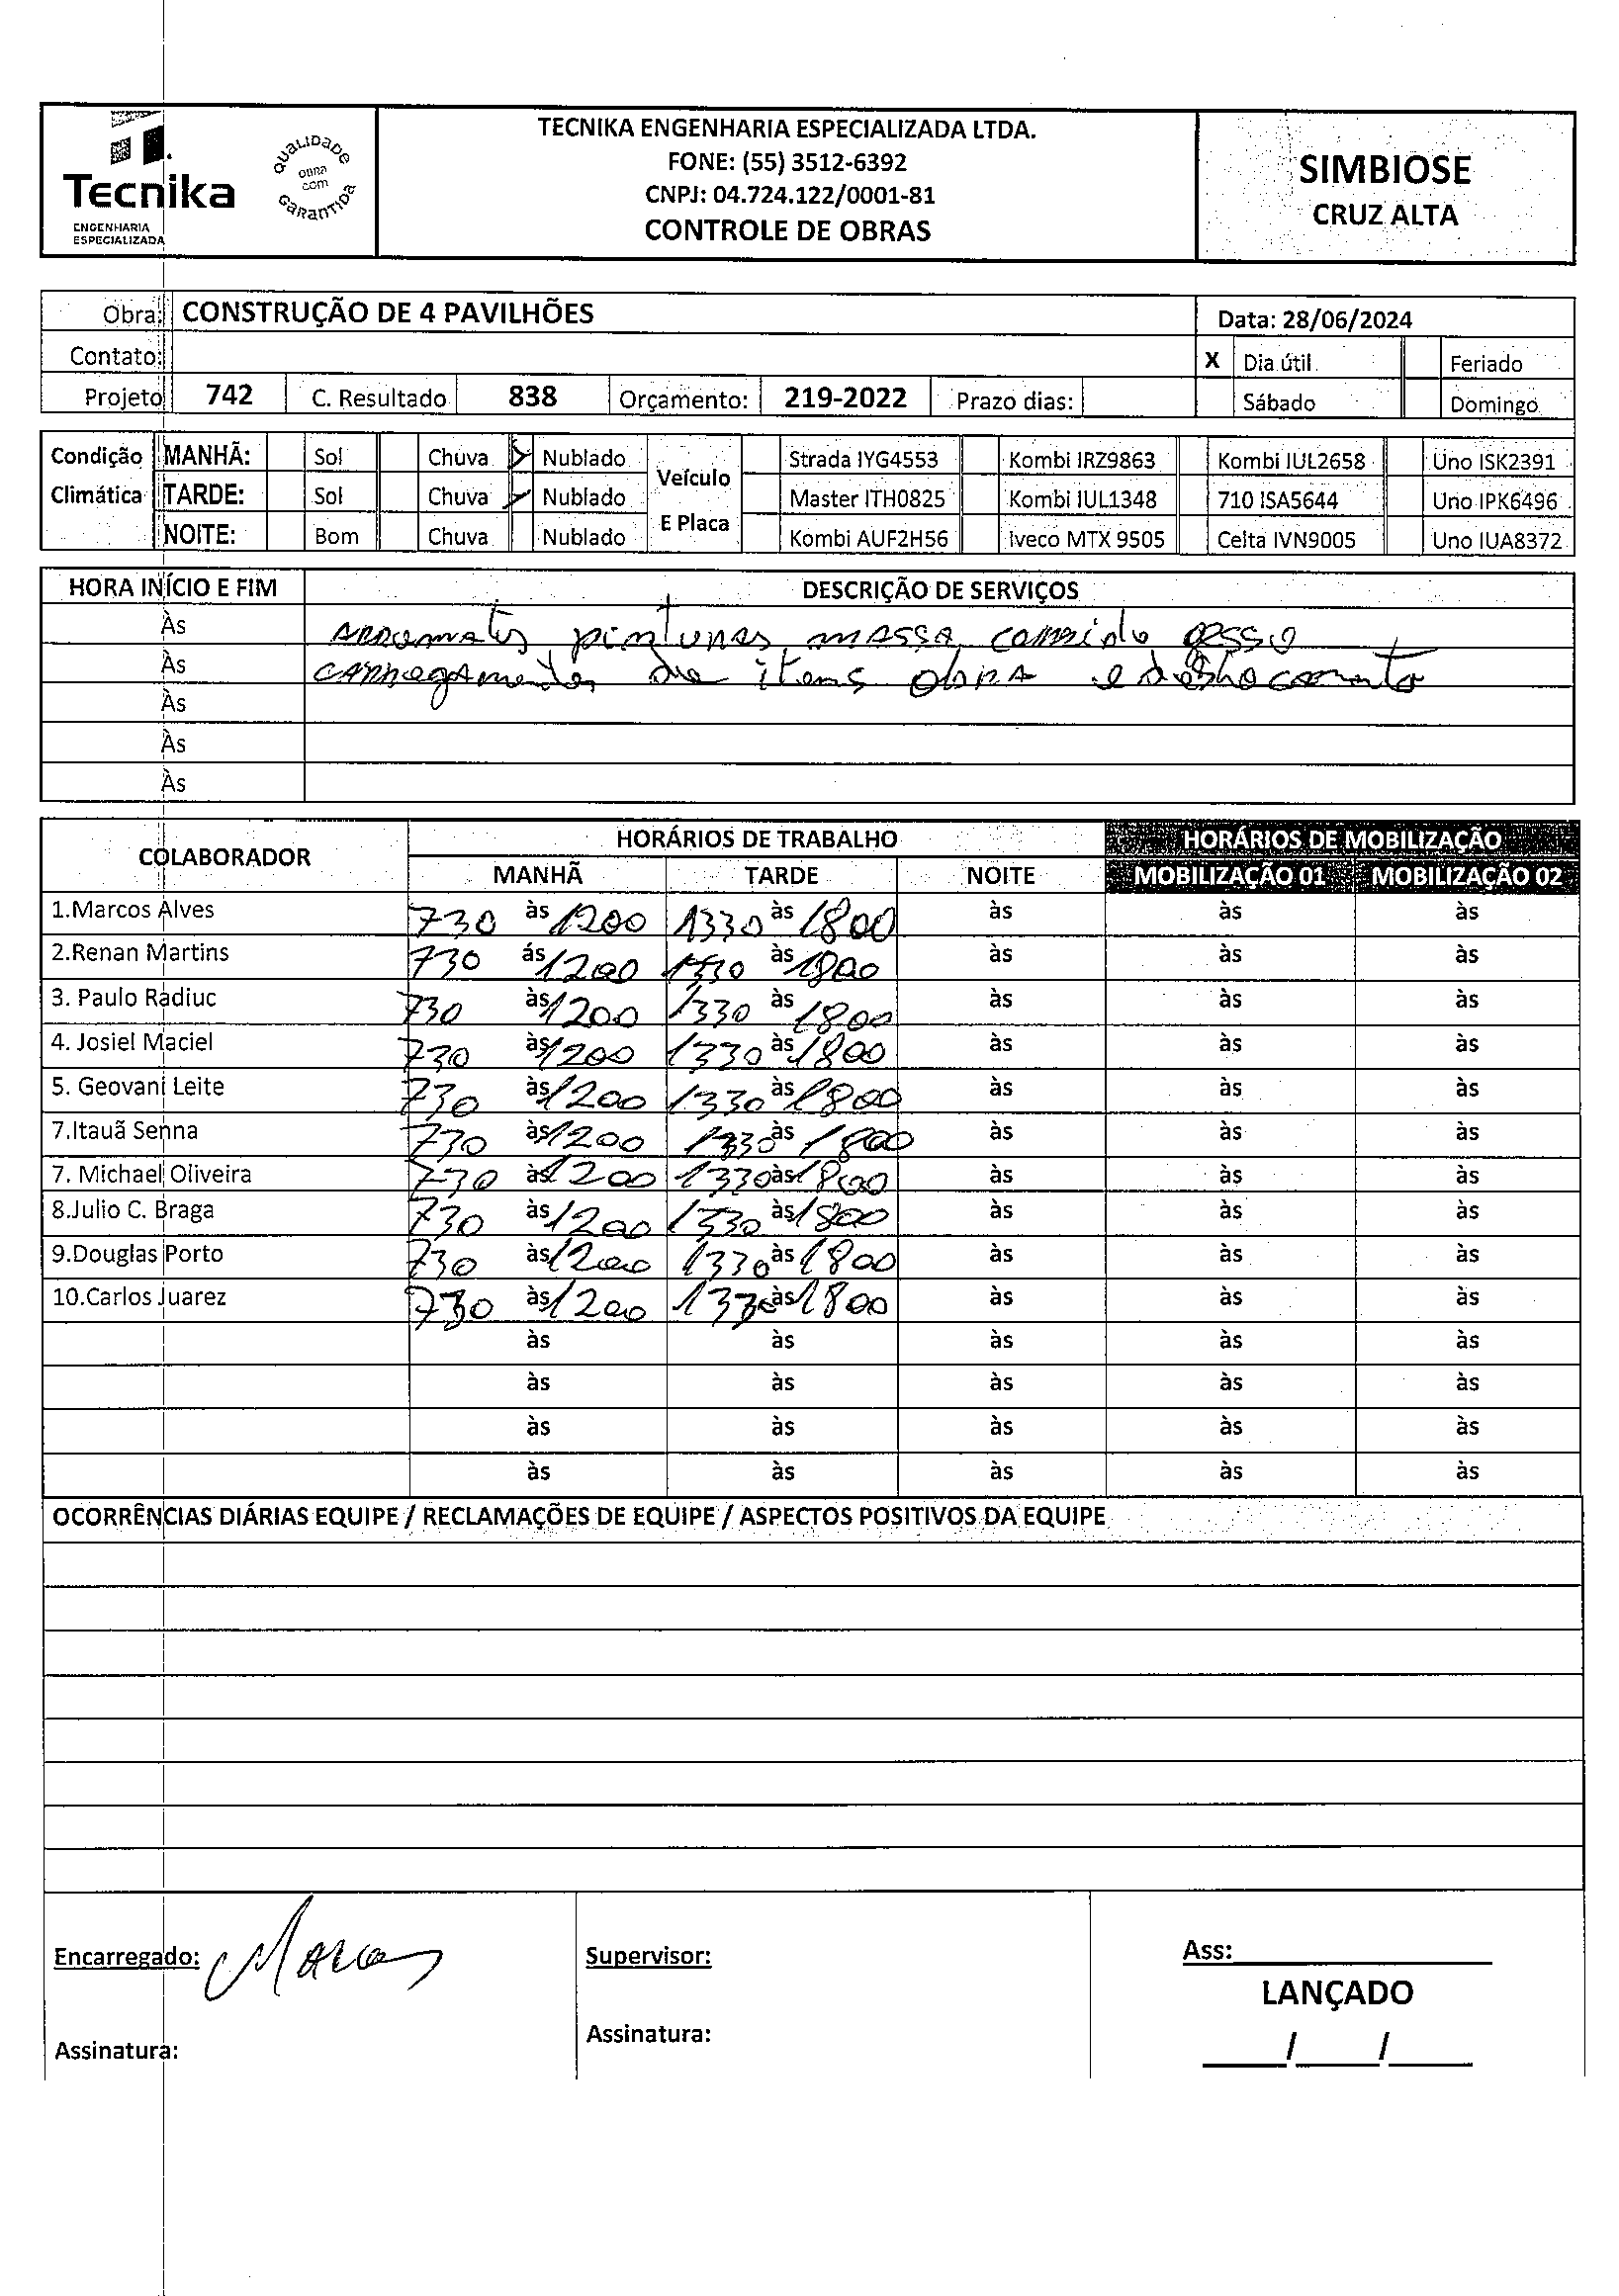 Tecnika
ENGENHARIA
ESPECIALIZADA
QUALIDADE
OBRA
COM
GARANTIDA
TECNIKA ENGENHARIA ESPECIALIZADA LTDA.
FONE: (55) 3512-6392
CNPJ: 04.724.122/0001-81
CONTROLE DE OBRAS
SIMBIOSE
CRUZ ALTA
Obra: CONSTRUÇÃO DE 4 PAVILHÕES Data: 28/06/2024
Contato: X Dia útil Feriado
Projeto 742 C. Resultado 838 Orçamento: 219-2022 Prazo dias: Sábado Domingo
Condição MANHÃ: Sol Chuva Nublado Veículo Strada IYG4553 Kombi IRZ9863 Kombi IUL2658 Uno ISK2391
Climática TARDE: Sol Chuva Nublado E Placa Master ITH0825 Kombi IUL1348 710 ISA5644 Uno IPK6496
NOITE: Bom Chuva Nublado Kombi AUF2H56 Iveco MTX 9505 Celta IVN9005 Uno IUA8372
HORA INÍCIO E FIM DESCRIÇÃO DE SERVIÇOS
Às pinturas massa gesso
Às de itens obra e
Às
Às
Às
COLABORADOR HORÁRIOS DE TRABALHO HORÁRIOS DE MOBILIZAÇÃO
MANHÃ TARDE NOITE MOBILIZAÇÃO 01 MOBILIZAÇÃO 02
1.Marcos Alves 730 às 1200 1330 às 1800 às às às
2.Renan Martins 730 ás 1200 1330 às 1800 às às às
3. Paulo Radiuc 730 às 1200 1330 às 1800 às às às
4. Josiel Maciel 730 às 1200 1330 às 1800 às às às
5. Geovani Leite 730 às 1200 1330 às 1800 às às às
7.Itauã Senna 730 às 1200 1330 às 1800 às às às
7. Michael Oliveira 730 às 1200 1330 às 1800 às às às
8.Julio C. Braga 730 às 1200 1330 às 1800 às às às
9.Douglas Porto 730 às 1200 1330 às 1800 às às às
10.Carlos Juarez 730 às 1200 1330 às 1800 às às às
às às às às às
às às às às às
às às às às às
às às às às às
OCORRÊNCIAS DIÁRIAS EQUIPE / RECLAMAÇÕES DE EQUIPE / ASPECTOS POSITIVOS DA EQUIPE
Encarregado: Marcos Supervisor: Ass:
LANÇADO
Assinatura: Assinatura: / /